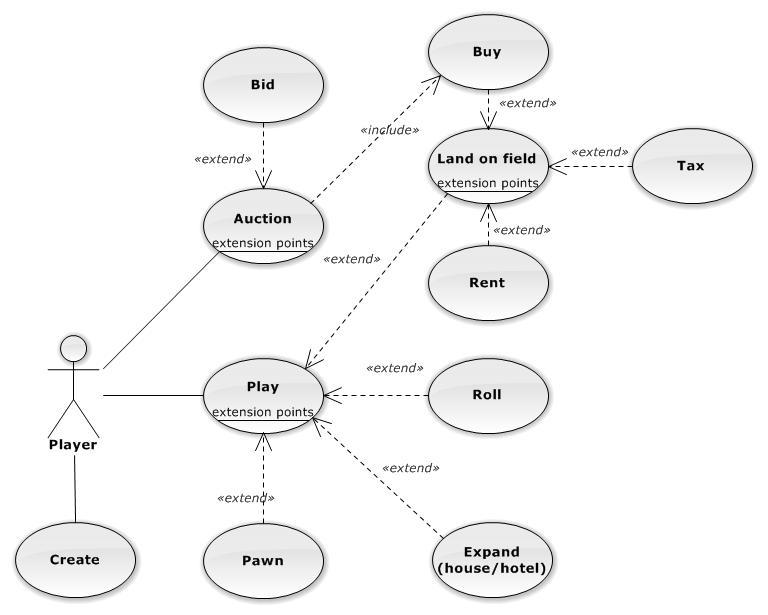 Buy
Bid
«extend»
«include»
«extend»
Land on field
extension points
«extend»
Tax
Auction
extension points
«extend»
«extend»
Rent
Play
extension points
«extend»
Roll
Player
«extend»
«extend»
Create
Pawn
Expand
(house/hotel)